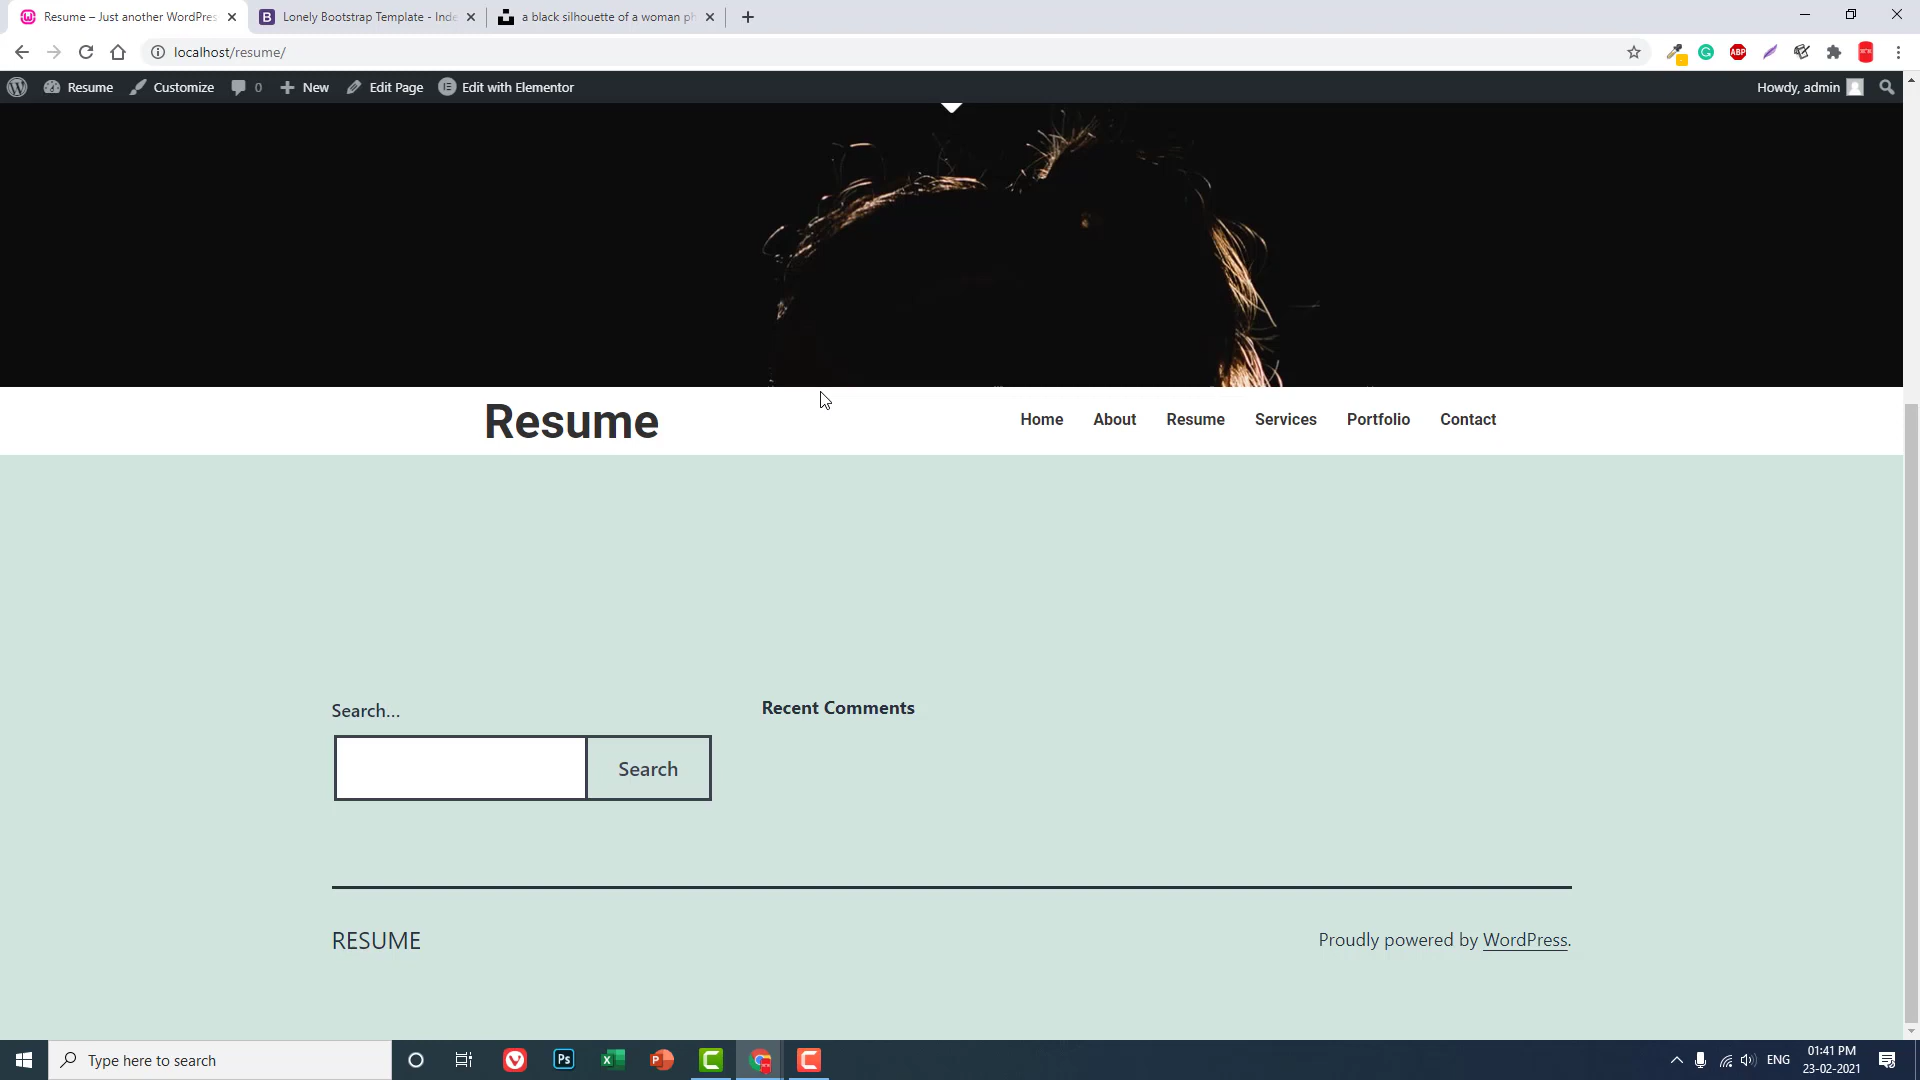 Resume – Just another WordPres
Lonely Bootstrap Template - Inde
a black silhouette of a woman ph
localhost/resume/
ABP
Resume
Customize
0
New
Edit Page
Edit with Elementor
Howdy, admin
Resume
Home
About
Resume
Services
Portfolio
Contact
Search...
Recent Comments
Search
RESUME
Proudly powered by WordPress.
Type here to search
Ps
ENG
01:41 PM
23-02-2021